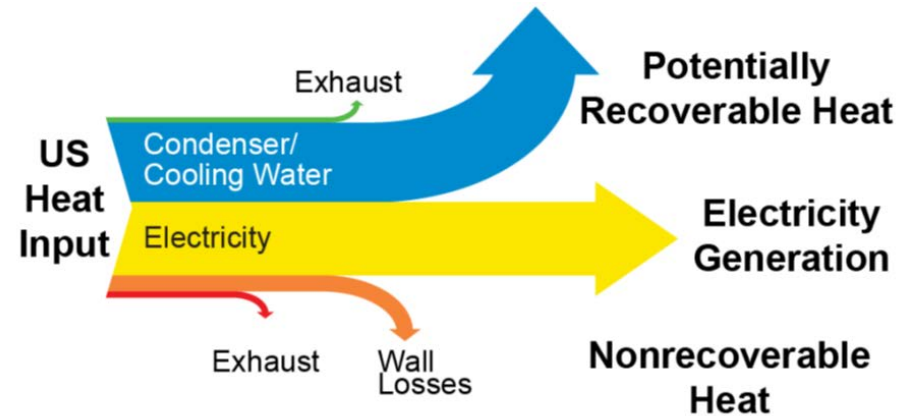 Exhaust
Potentially
Recoverable Heat
Condenser/
Cooling Water
US
Heat
Input
Electricity
Electricity
Generation
Exhaust
Wall
Losses
Nonrecoverable
Heat